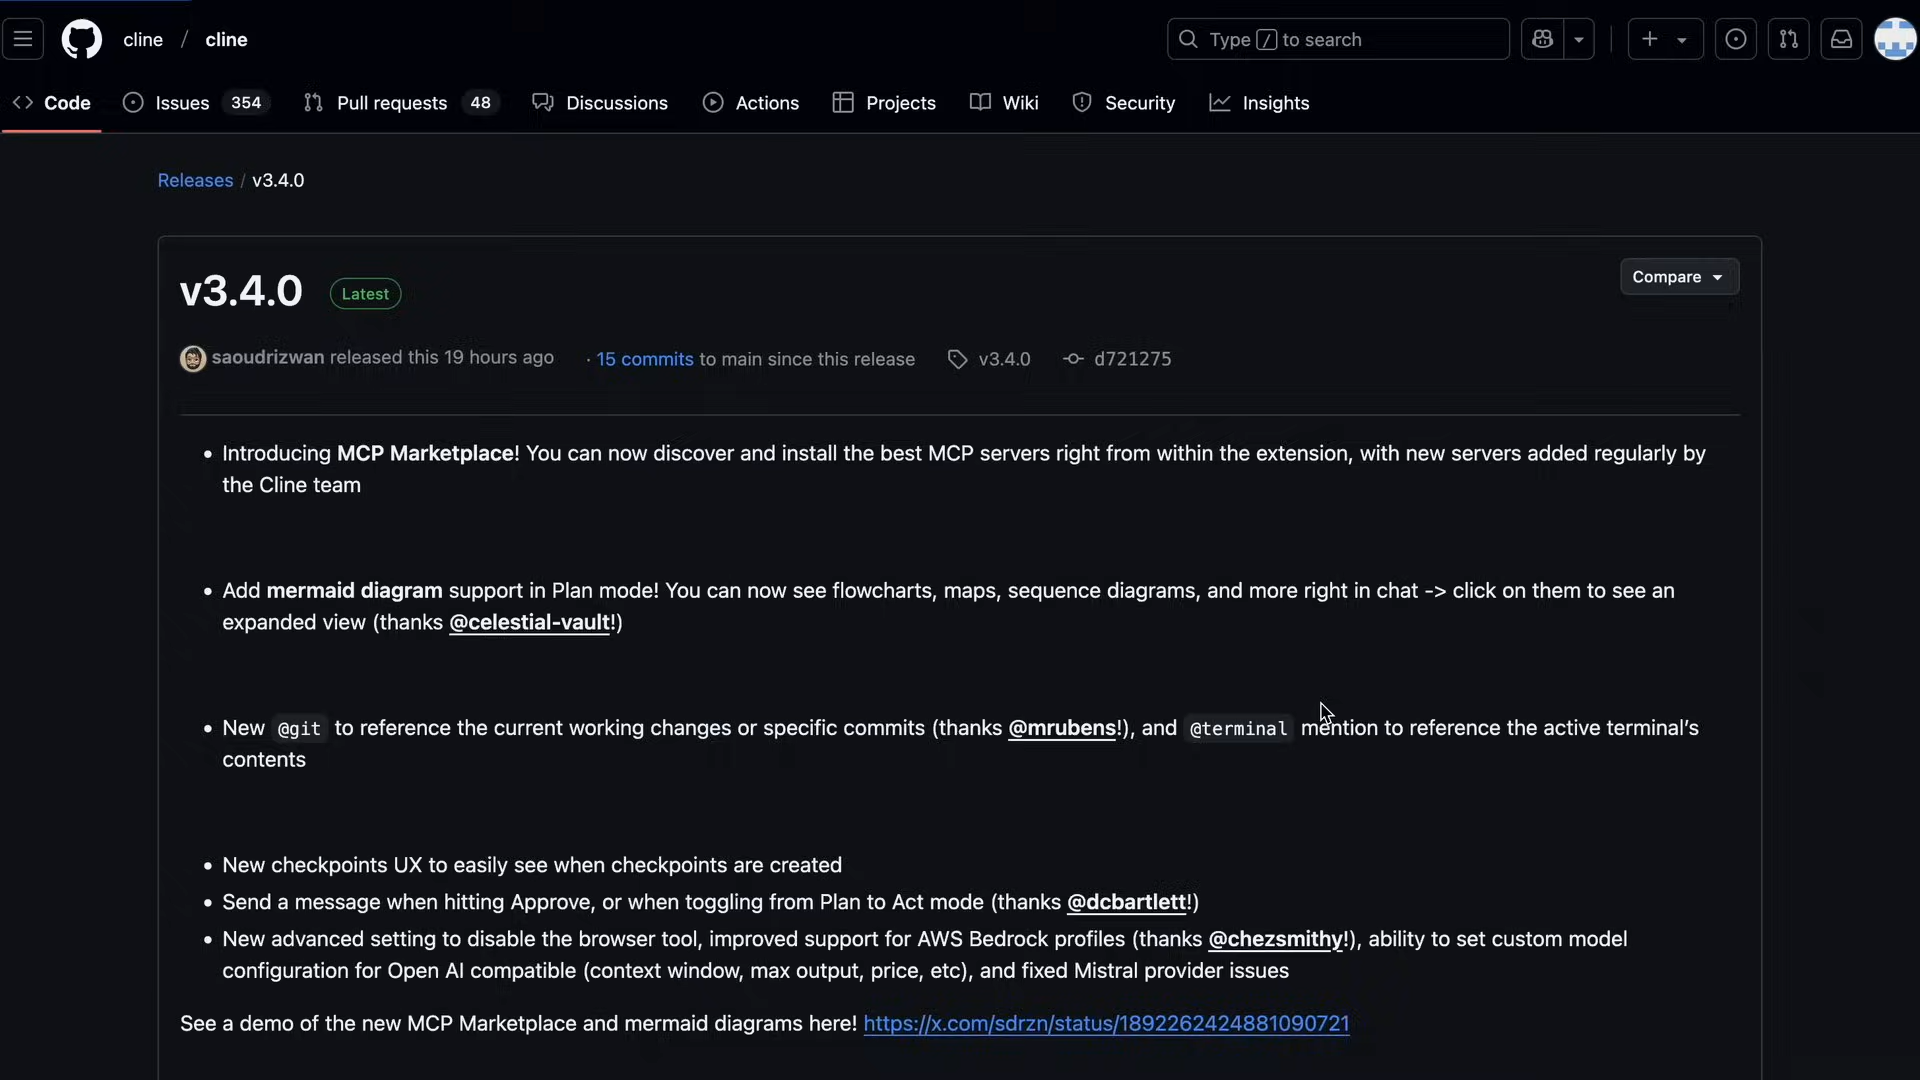 cline / cline
Type / to search
Code
Issues 354
Pull requests 48
Discussions
Actions
Projects
Wiki
Security
Insights
Releases / v3.4.0
v3.4.0 Latest
Compare
saoudrizwan released this 19 hours ago · 15 commits to main since this release v3.4.0 d721275
• Introducing MCP Marketplace! You can now discover and install the best MCP servers right from within the extension, with new servers added regularly by
the Cline team
• Add mermaid diagram support in Plan mode! You can now see flowcharts, maps, sequence diagrams, and more right in chat -> click on them to see an
expanded view (thanks @celestial-vault!)
• New @git to reference the current working changes or specific commits (thanks @mrubens!), and @terminal mention to reference the active terminal’s
contents
• New checkpoints UX to easily see when checkpoints are created
• Send a message when hitting Approve, or when toggling from Plan to Act mode (thanks @dcbartlett!)
• New advanced setting to disable the browser tool, improved support for AWS Bedrock profiles (thanks @chezsmithy!), ability to set custom model
configuration for Open AI compatible (context window, max output, price, etc), and fixed Mistral provider issues
See a demo of the new MCP Marketplace and mermaid diagrams here! https://x.com/sdrzn/status/1892262424881090721